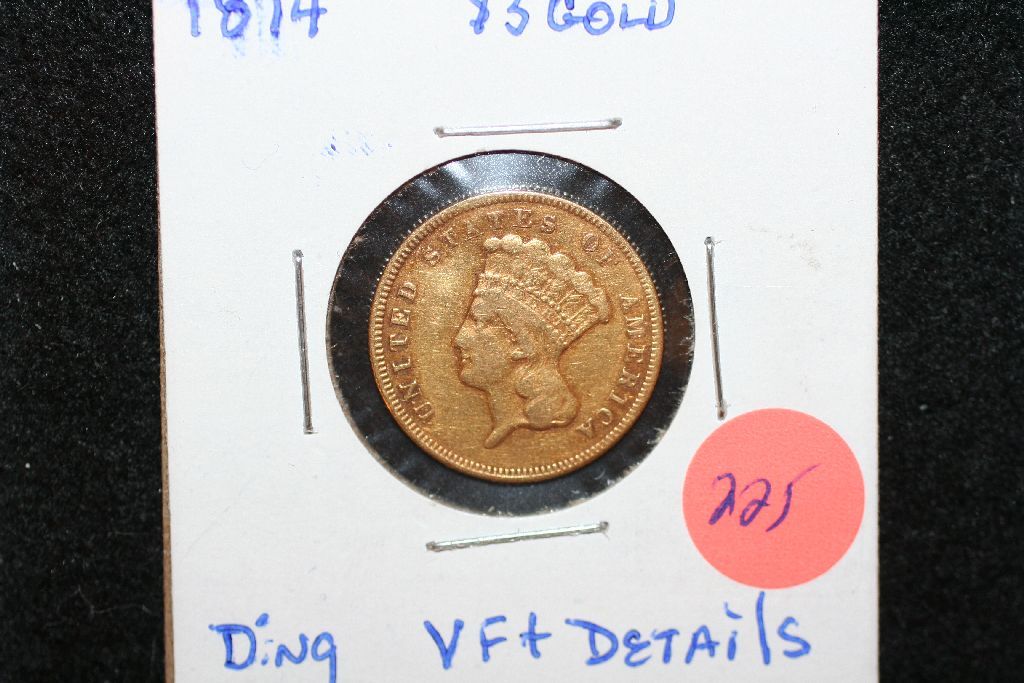 1874 $3 GOLD
UNITED STATES OF AMERICA
225
DiNg VF+ DETAils